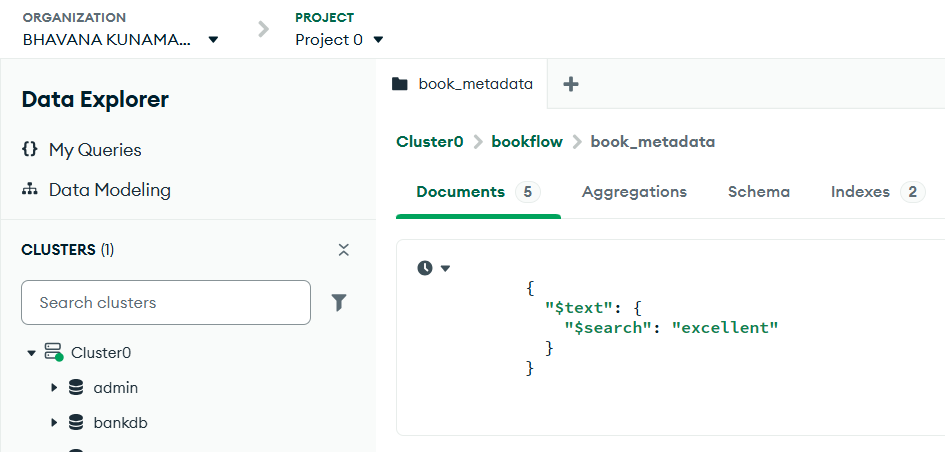 ORGANIZATION
BHAVANA KUNAMA...
PROJECT
Project 0
Data Explorer
My Queries
Data Modeling
CLUSTERS (1)
Search clusters
Cluster0
admin
bankdb
book_metadata
Cluster0 > bookflow > book_metadata
Documents 5 Aggregations Schema Indexes 2
{
"$text": {
"$search": "excellent"
}
}